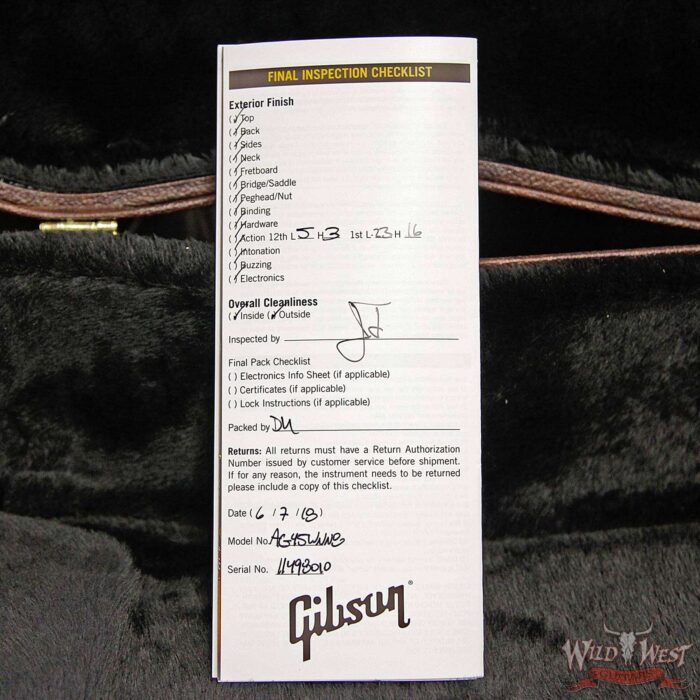 FINAL INSPECTION CHECKLIST
Exterior Finish
(✓) Top
(✓) Back
(✓) Sides
(✓) Neck
(✓) Fretboard
(✓) Bridge/Saddle
(✓) Peghead/Nut
(✓) Binding
(✓) Hardware
(✓) Action 12th L 5 H 3 1st L .23 H 16
(✓) Intonation
(✓) Buzzing
(✓) Electronics
Overall Cleanliness
(✓) Inside (✓) Outside
Inspected by
Final Pack Checklist
( ) Electronics Info Sheet (if applicable)
( ) Certificates (if applicable)
( ) Lock Instructions (if applicable)
Packed by DM
Returns: All returns must have a Return Authorization
Number issued by customer service before shipment.
If for any reason, the instrument needs to be returned
please include a copy of this checklist.
Date ( 6 / 7 / 18 )
Model No.
Serial No. 11493010
Gibson®
WILD WEST
GUITARS